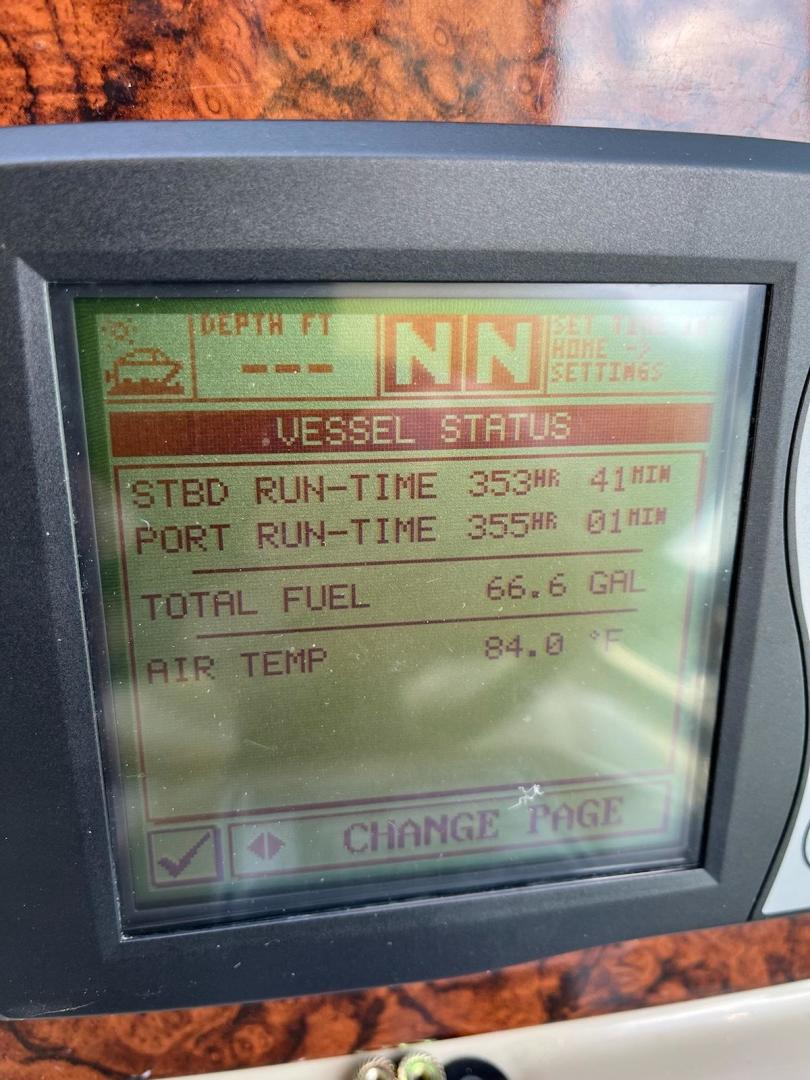 DEPTH FT
---
N N
SET TIME IN
HOME ->
SETTINGS
VESSEL STATUS
STBD RUN-TIME 353HR 41MIN
PORT RUN-TIME 355HR 01MIN
TOTAL FUEL 66.6 GAL
AIR TEMP 84.0 °F
CHANGE PAGE